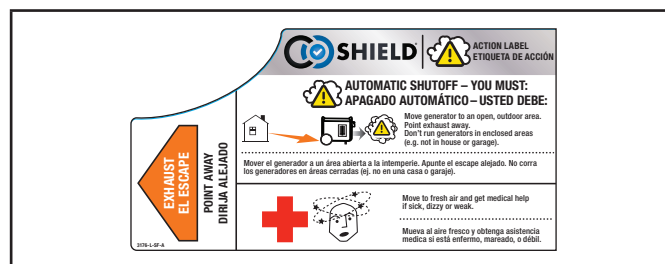 CO SHIELD®
ACTION LABEL
ETIQUETA DE ACCIÓN
AUTOMATIC SHUTOFF – YOU MUST:
APAGADO AUTOMÁTICO – USTED DEBE:
Move generator to an open, outdoor area.
Point exhaust away.
Don't run generators in enclosed areas
(e.g. not in house or garage).
Mover el generador a un área abierta a la intemperie. Apunte el escape alejado. No corra
los generadores en áreas cerradas (ej. no en una casa o garaje).
EXHAUST
EL ESCAPE
POINT AWAY
DIRIJA ALEJADO
Move to fresh air and get medical help
if sick, dizzy or weak.
Mueva al aire fresco y obtenga asistencia
medica si está enfermo, mareado, o débil.
3176-L-SF-A